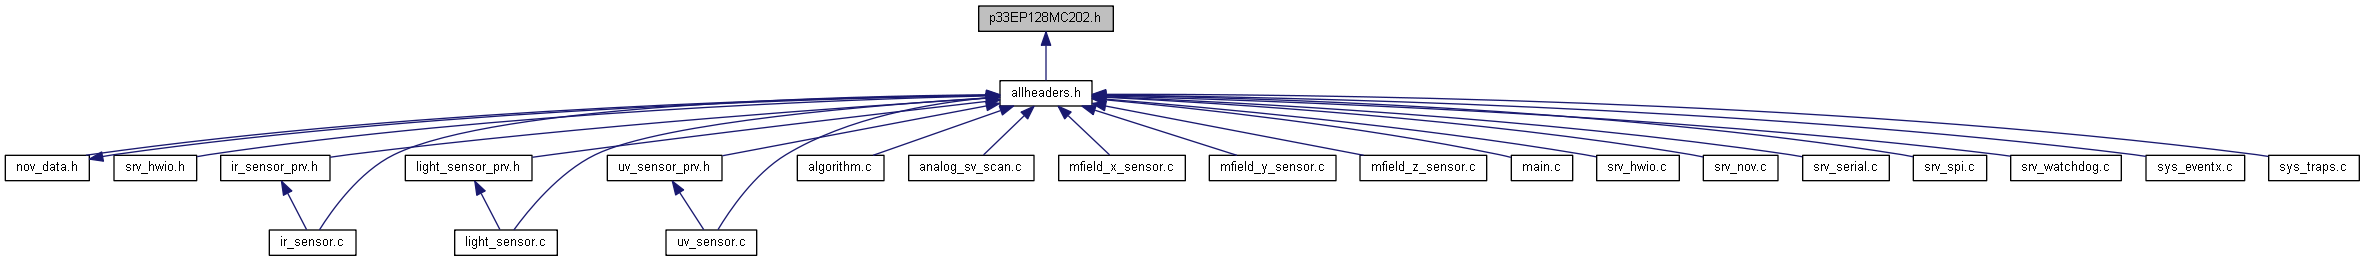 p33EP128MC202.h
allheaders.h
nov_data.h
srv_hwio.h
ir_sensor_prv.h
light_sensor_prv.h
uv_sensor_prv.h
algorithm.c
analog_sv_scan.c
mfield_x_sensor.c
mfield_y_sensor.c
mfield_z_sensor.c
main.c
srv_hwio.c
srv_nov.c
srv_serial.c
srv_spi.c
srv_watchdog.c
sys_eventx.c
sys_traps.c
ir_sensor.c
light_sensor.c
uv_sensor.c